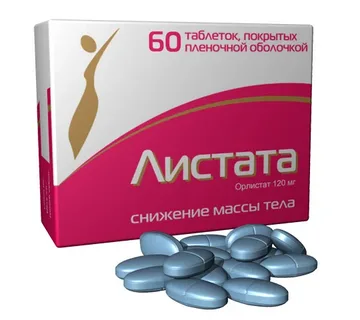 60 таблеток, покрытых
пленочной оболочкой
Листата
Орлистат 120 мг
снижение массы тела